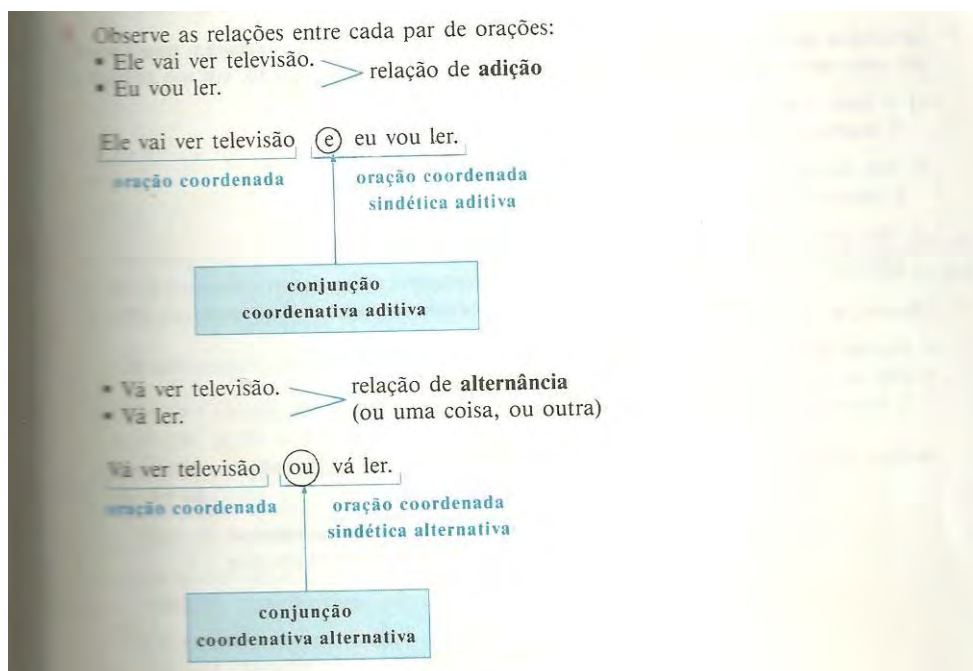 Observe as relações entre cada par de orações:
• Ele vai ver televisão.
relação de adição
• Eu vou ler.
Ele vai ver televisão e eu vou ler.
oração coordenada
oração coordenada
sindética aditiva
conjunção
coordenativa aditiva
• Vá ver televisão.
relação de alternância
• Vá ler.
(ou uma coisa, ou outra)
Vá ver televisão ou vá ler.
oração coordenada
oração coordenada
sindética alternativa
conjunção
coordenativa alternativa